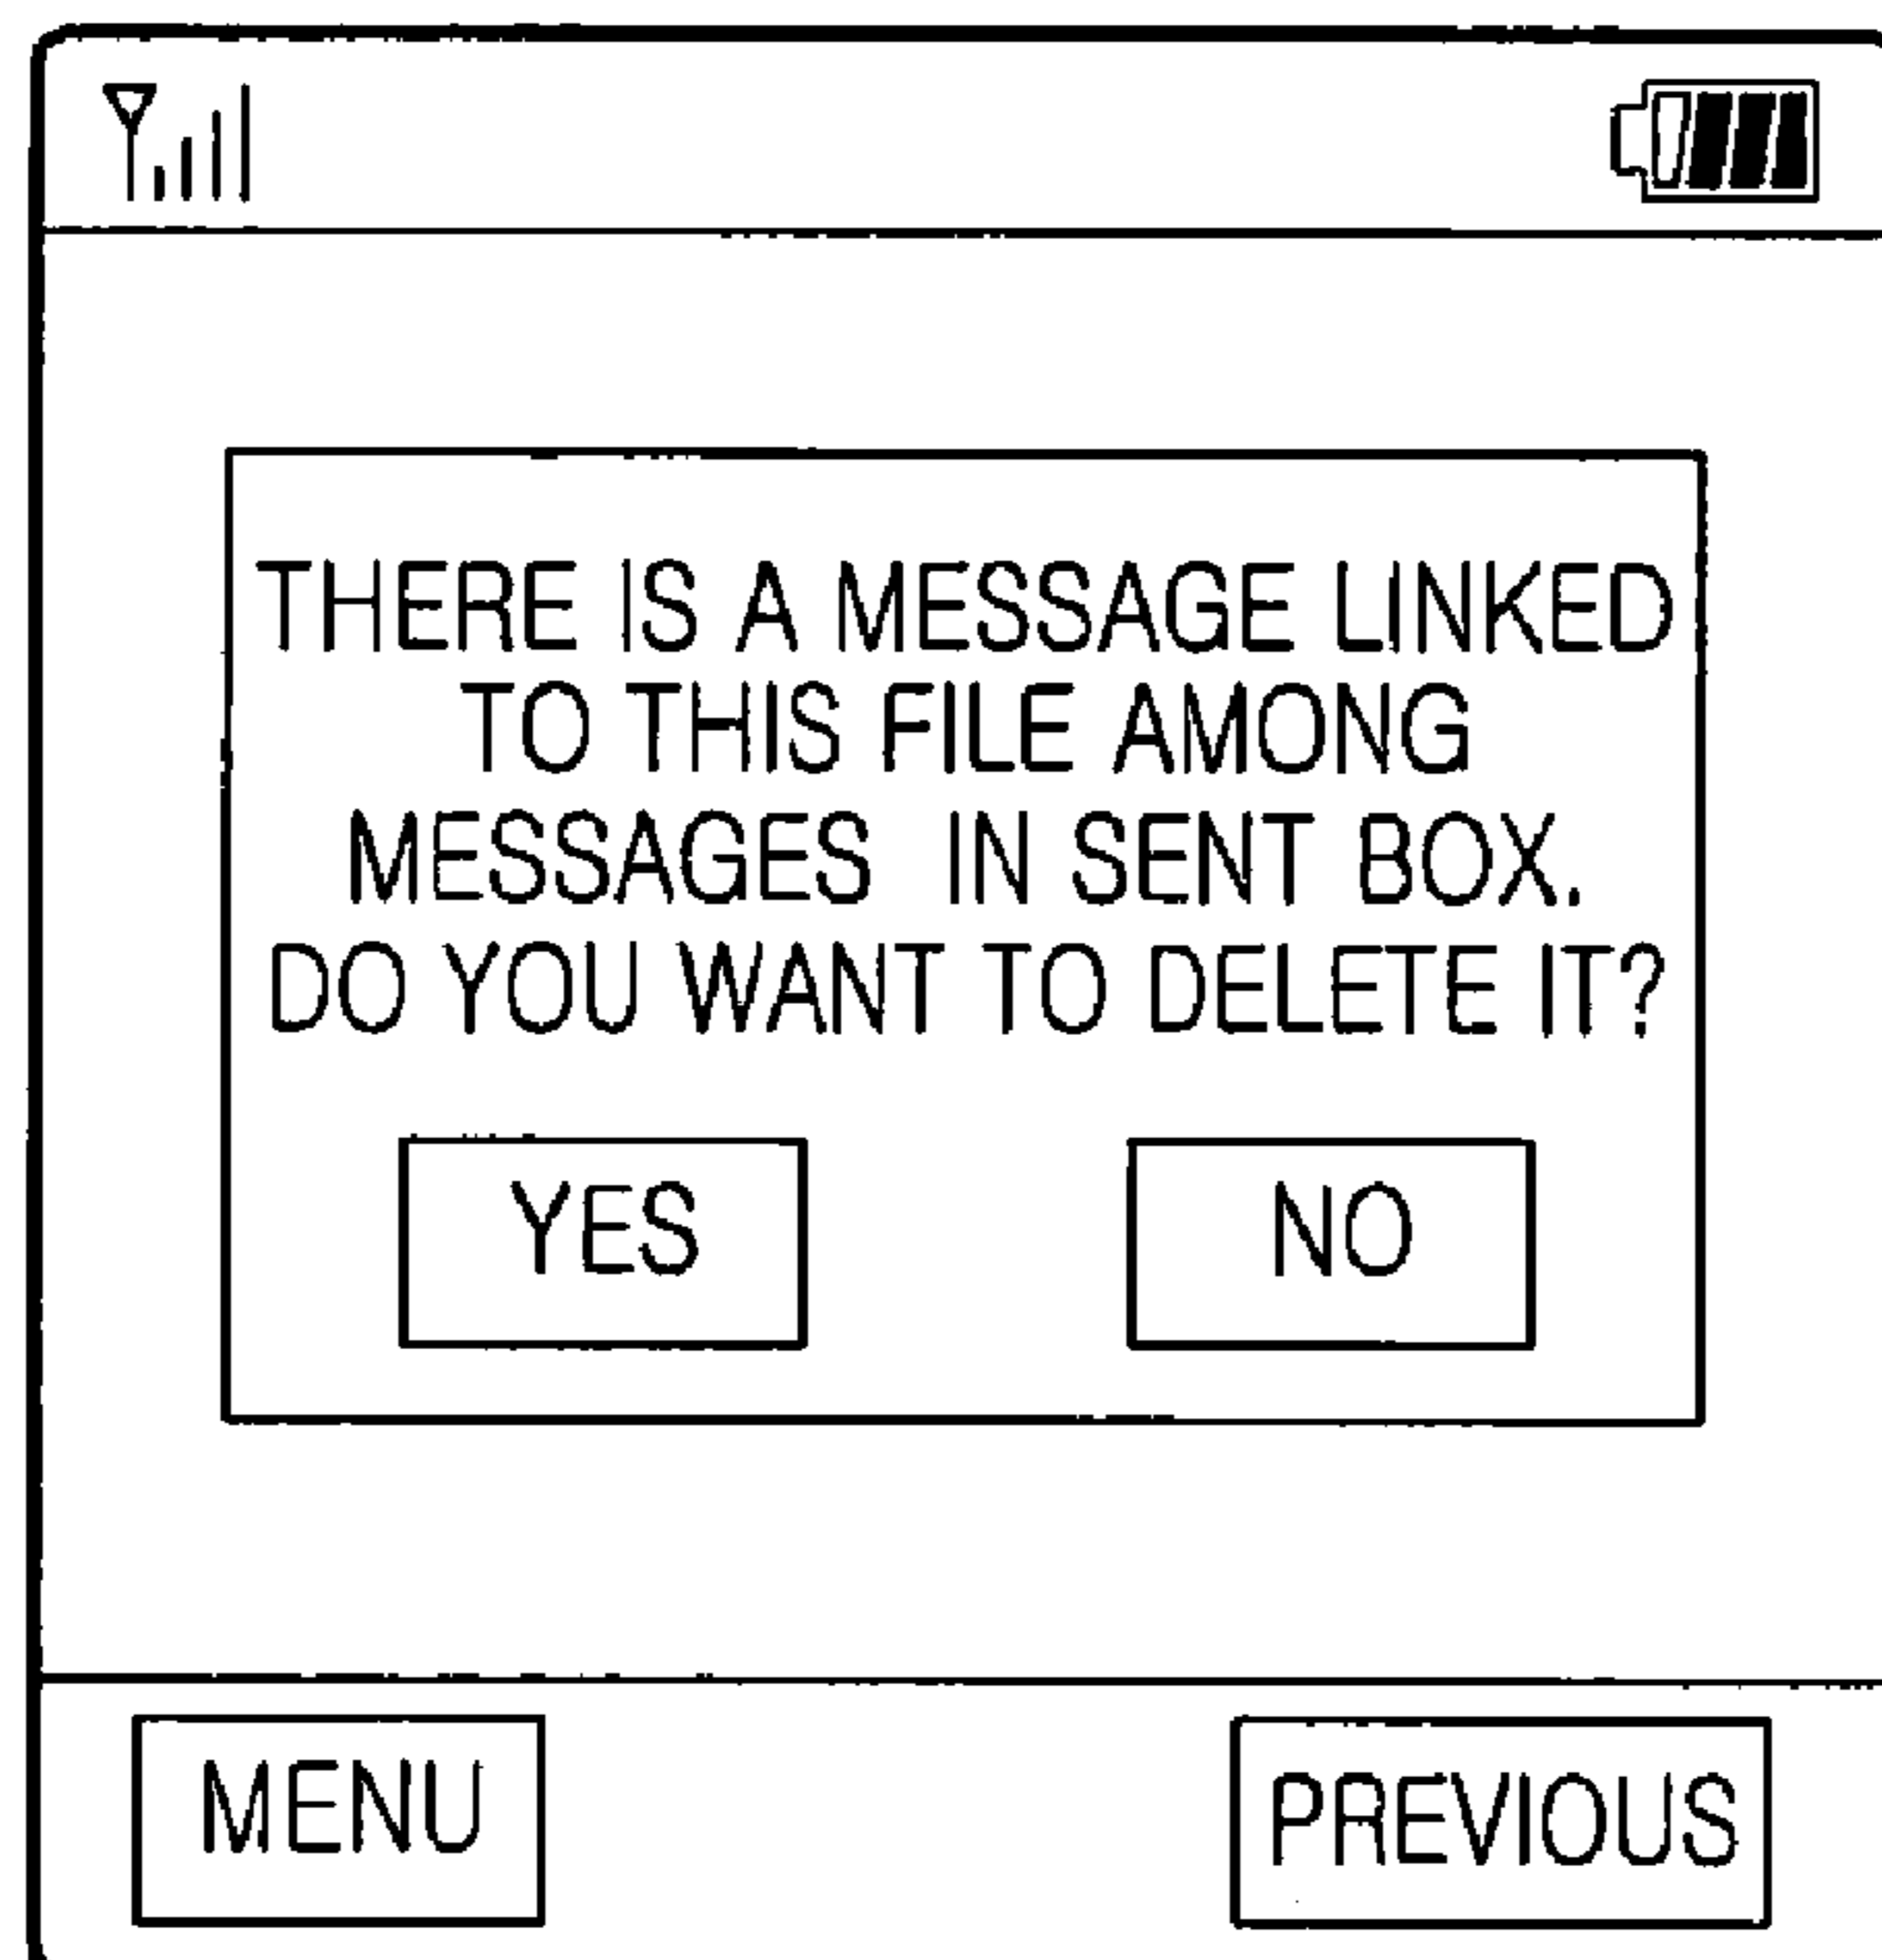 THERE IS A MESSAGE LINKED
TO THIS FILE AMONG
MESSAGES IN SENT BOX.
DO YOU WANT TO DELETE IT?
YES NO
MENU PREVIOUS